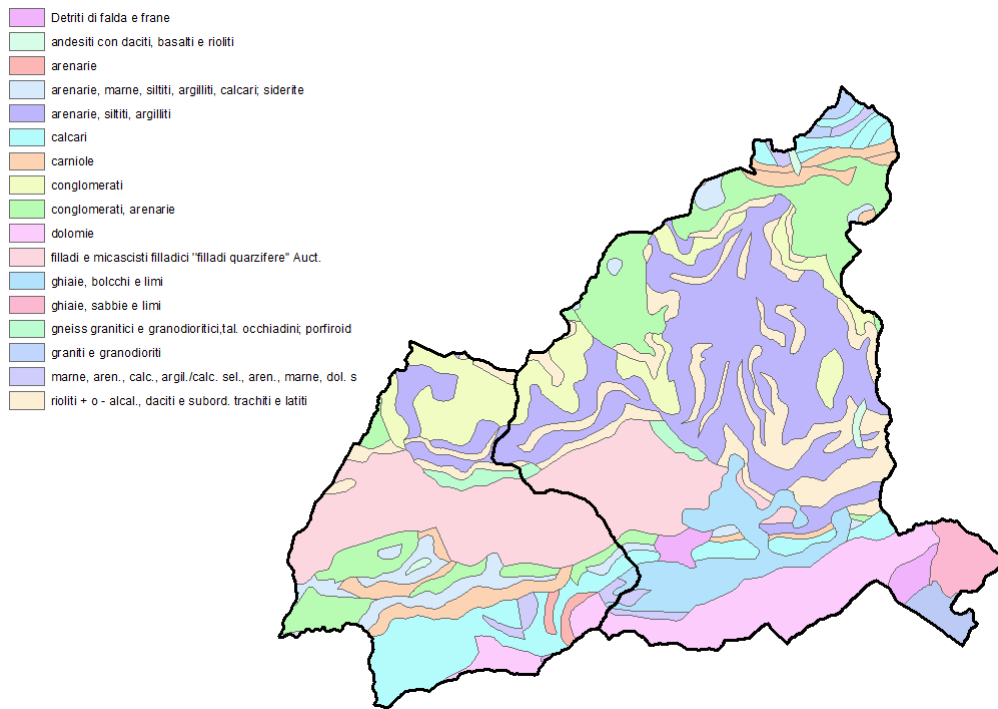 Detriti di falda e frane
andesiti con daciti, basalti e rioliti
arenarie
arenarie, marne, siltiti, argilliti, calcari; siderite
arenarie, siltiti, argilliti
calcari
carniole
conglomerati
conglomerati, arenarie
dolomie
filladi e micascisti filladici "filladi quarzifere" Auct.
ghiaie, bolcchi e limi
ghiaie, sabbie e limi
gneiss granitici e granodioritici,tal. occhiadini; porfiroid
graniti e granodioriti
marne, aren., calc., argil./calc. sel., aren., marne, dol. s
rioliti + o - alcal., daciti e subord. trachiti e latiti